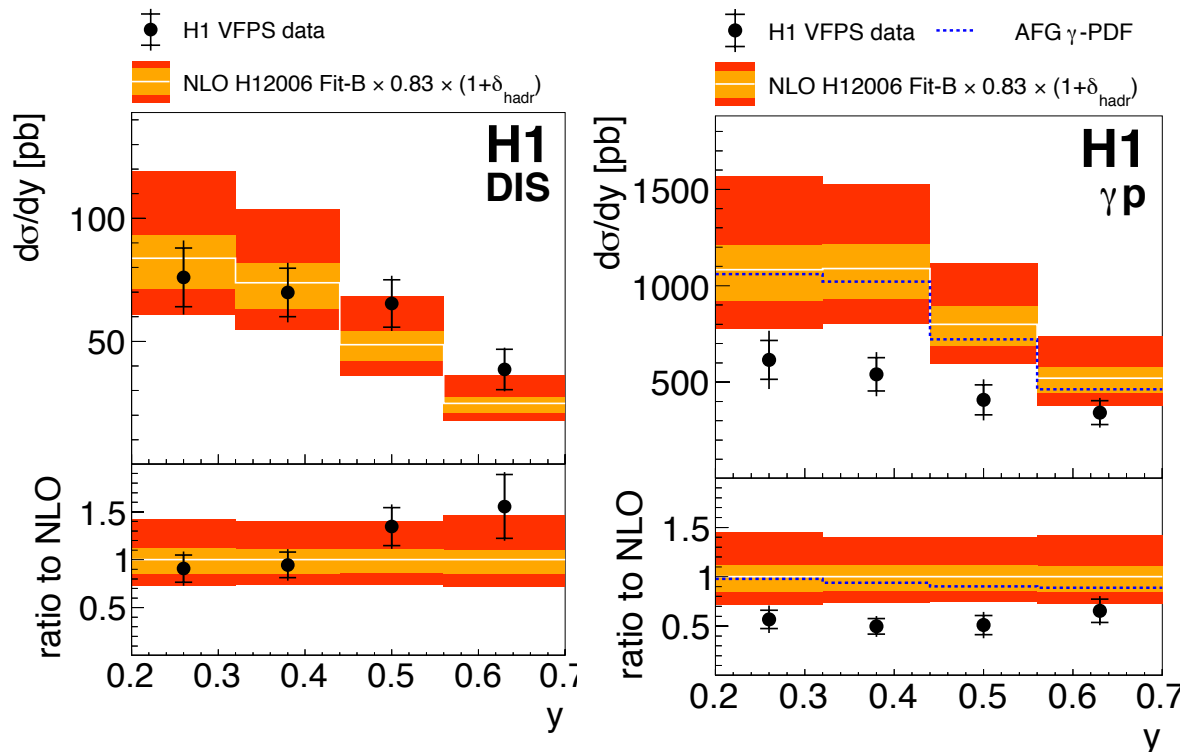 H1 VFPS data
NLO H12006 Fit-B × 0.83 × (1+δhadr)
H1
DIS
dσ/dy [pb]
100
50
ratio to NLO
1.5
1
0.5
0.2 0.3 0.4 0.5 0.6 0.7
y
H1 VFPS data AFG γ-PDF
NLO H12006 Fit-B × 0.83 × (1+δhadr)
H1
γp
dσ/dy [pb]
1500
1000
500
ratio to NLO
1.5
1
0.5
0.2 0.3 0.4 0.5 0.6 0.7
y